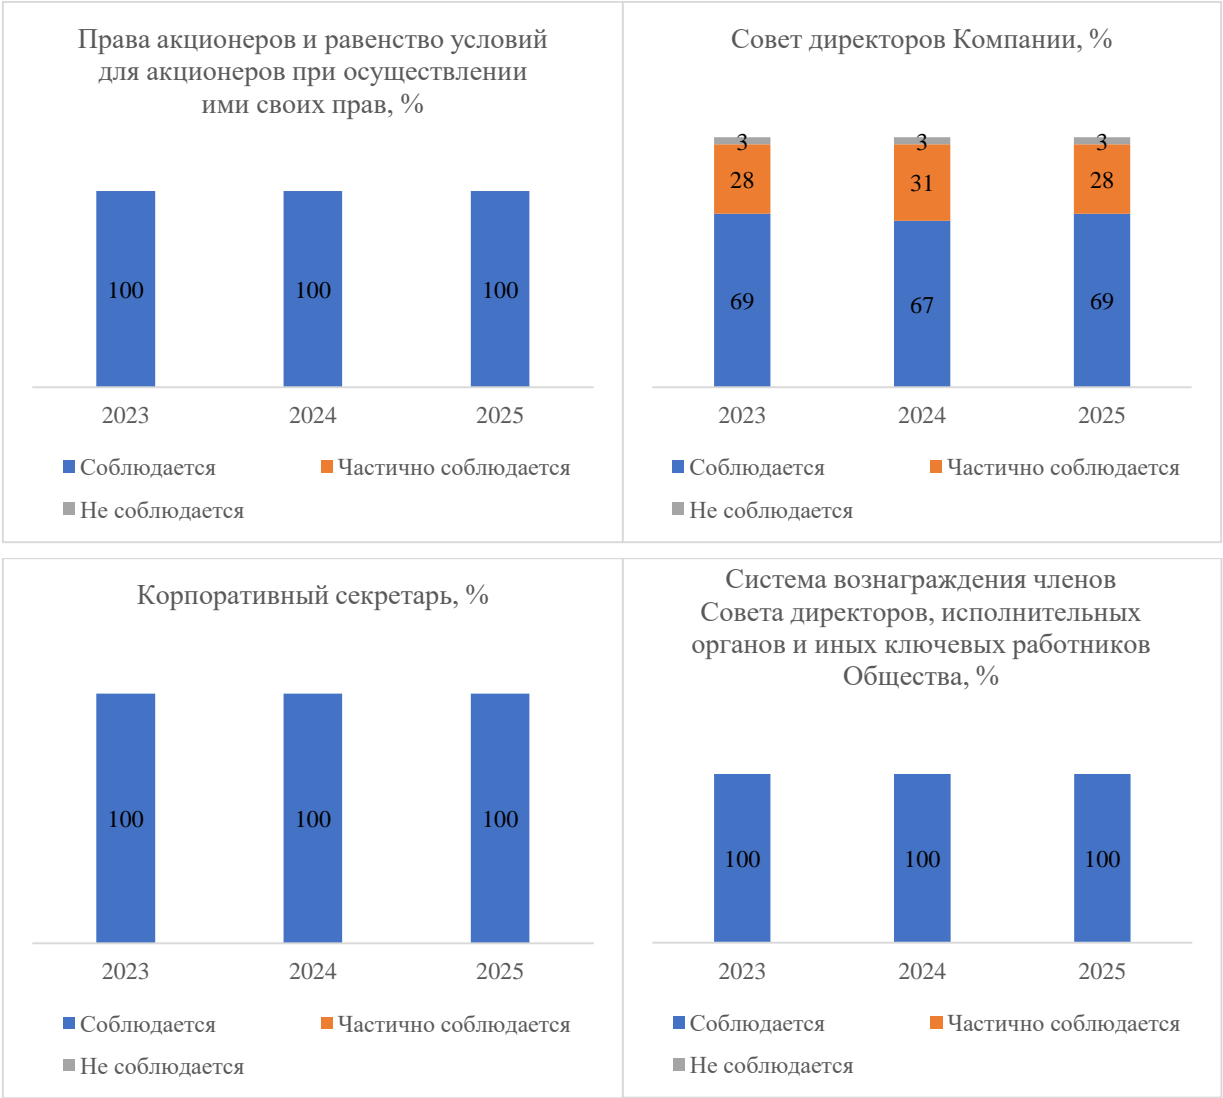 Права акционеров и равенство условий
для акционеров при осуществлении
ими своих прав, %
100
100
100
2023
2024
2025
Соблюдается
Частично соблюдается
Не соблюдается
Совет директоров Компании, %
3
3
3
28
31
28
69
67
69
2023
2024
2025
Соблюдается
Частично соблюдается
Не соблюдается
Корпоративный секретарь, %
100
100
100
2023
2024
2025
Соблюдается
Частично соблюдается
Не соблюдается
Система вознаграждения членов
Совета директоров, исполнительных
органов и иных ключевых работников
Общества, %
100
100
100
2023
2024
2025
Соблюдается
Частично соблюдается
Не соблюдается